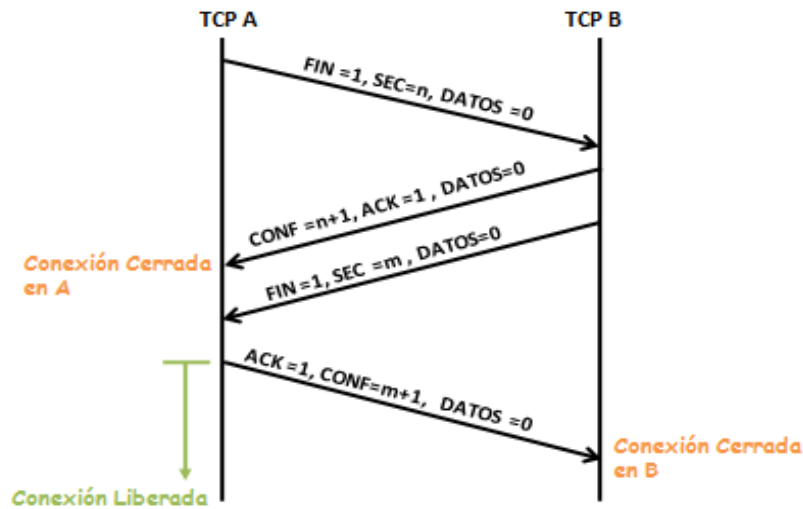 TCP A
TCP B
FIN =1, SEC=n, DATOS =0
CONF =n+1, ACK =1 , DATOS=0
Conexión Cerrada
en A
FIN =1, SEC =m , DATOS=0
ACK =1, CONF=m+1, DATOS =0
Conexión Cerrada
en B
Conexión Liberada